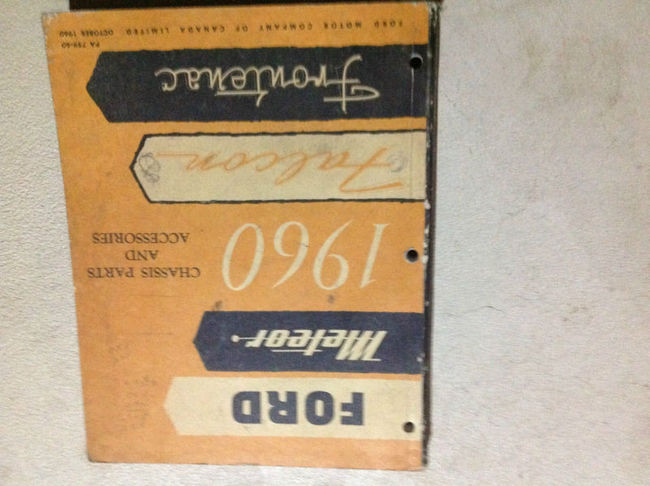 FORD
Meteor
1960
CHASSIS PARTS
AND
ACCESSORIES
Falcon
Frontenac
FORD MOTOR COMPANY OF CANADA LIMITED
PA 789-60
OCTOBER 1960